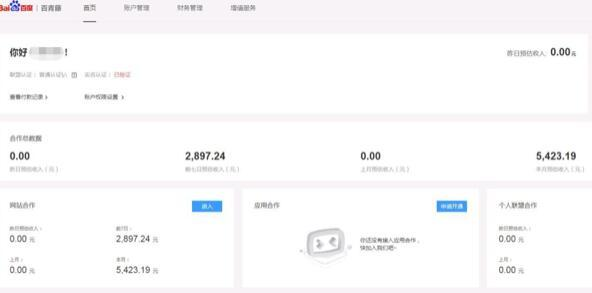 Bai百度 | 百青藤 首页 账户管理 财务管理 增值服务
你好 ！ 昨日预估收入 0.00元
联盟认证： 普通认证 实名认证： 已验证
查看付款记录 > 账户权限设置 >
合作总数据
0.00 2,897.24 0.00 5,423.19
昨日预估收入（元） 前七日预估收入（元） 上月预估收入（元） 本月预估收入（元）
网站合作 进入 应用合作 申请开通 个人联盟合作
昨日预估收入： 前7日： 昨日预估收入：
0.00 元 2,897.24 元 你还没有接入应用合作， 0.00 元
快加入我们吧~
上月： 本月： 上月：
0.00 元 5,423.19 元 0.00 元